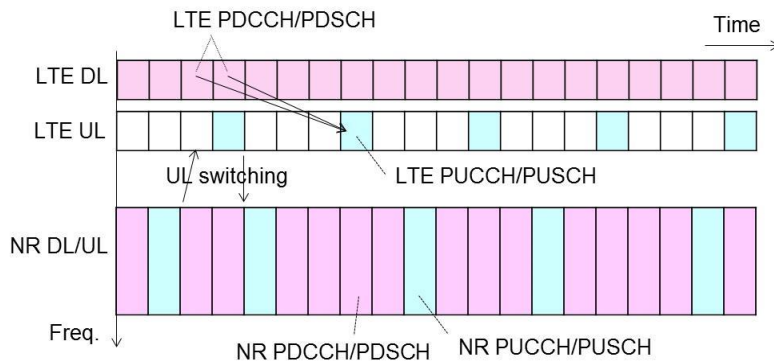 LTE PDCCH/PDSCH
Time
LTE DL
LTE UL
LTE PUCCH/PUSCH
UL switching
NR DL/UL
Freq.
NR PDCCH/PDSCH
NR PUCCH/PUSCH